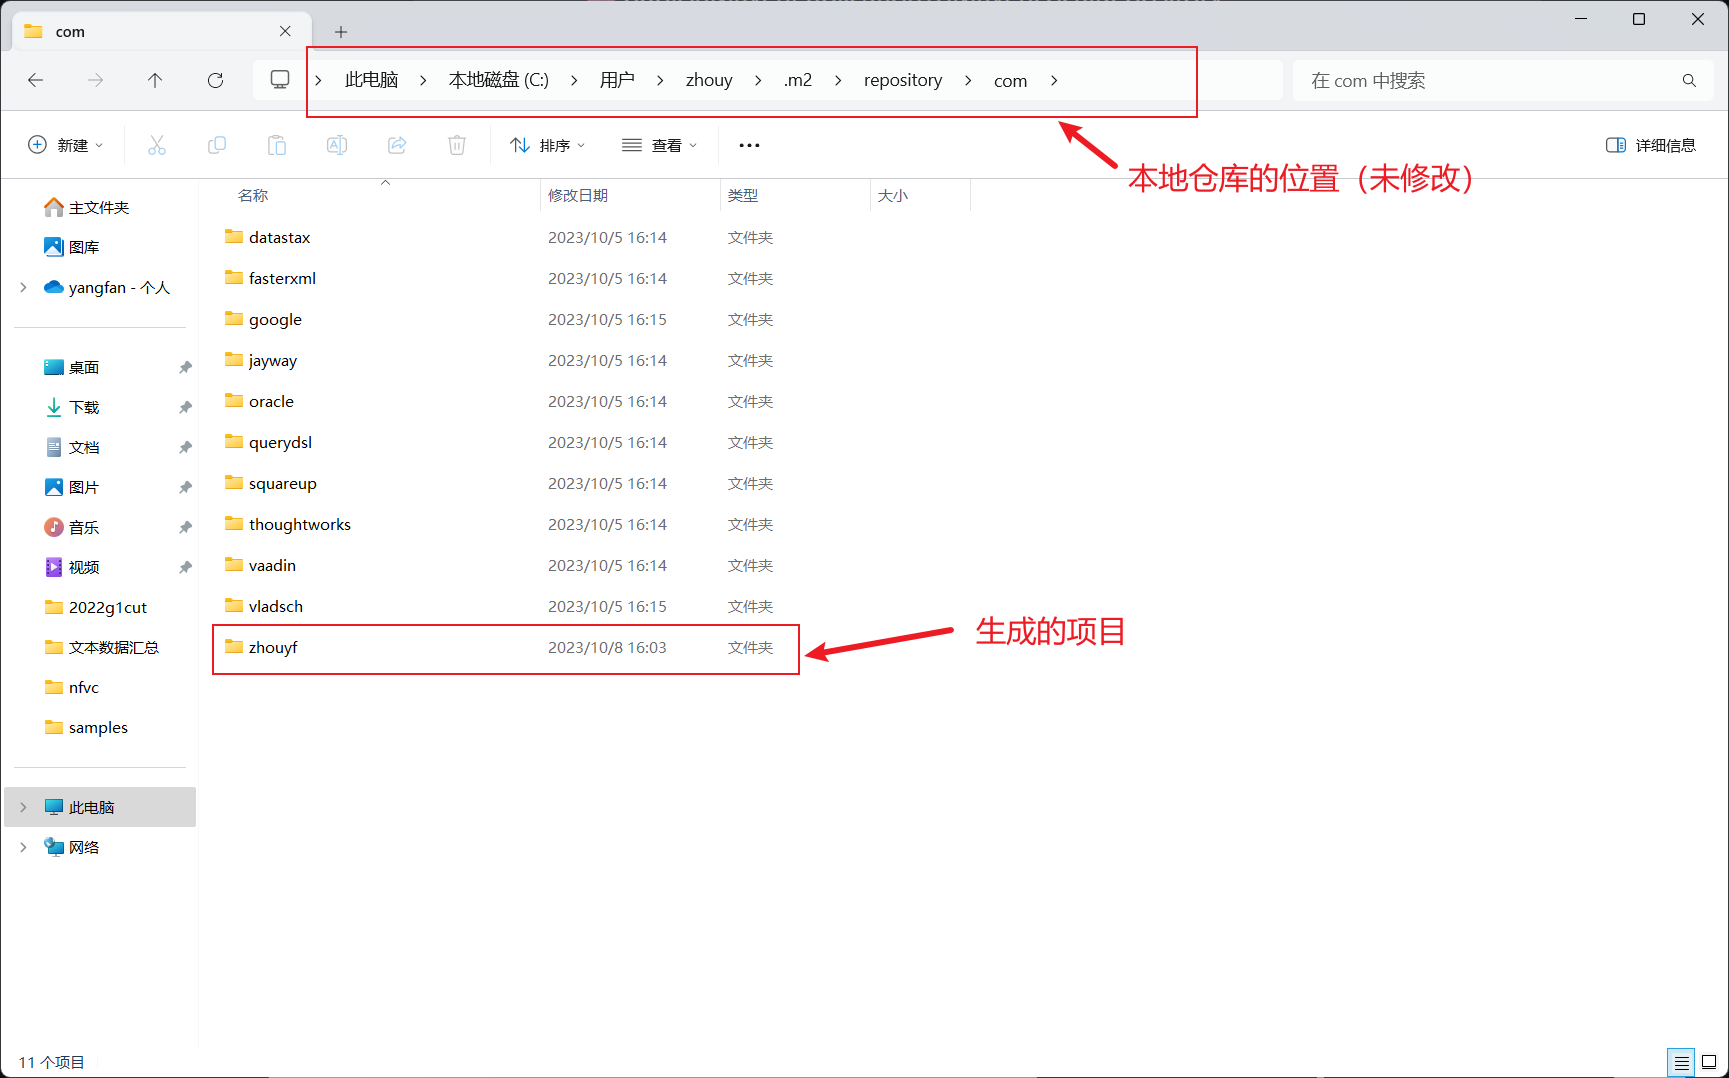 com
此电脑 本地磁盘 (C:) 用户 zhouy .m2 repository com
在 com 中搜索
新建 排序 查看 详细信息
本地仓库的位置（未修改）
名称 修改日期 类型 大小
主文件夹
图库
yangfan - 个人
桌面
下载
文档
图片
音乐
视频
2022g1cut
文本数据汇总
nfvc
samples
此电脑
网络
datastax 2023/10/5 16:14 文件夹
fasterxml 2023/10/5 16:14 文件夹
google 2023/10/5 16:15 文件夹
jayway 2023/10/5 16:14 文件夹
oracle 2023/10/5 16:14 文件夹
querydsl 2023/10/5 16:14 文件夹
squareup 2023/10/5 16:14 文件夹
thoughtworks 2023/10/5 16:14 文件夹
vaadin 2023/10/5 16:14 文件夹
vladsch 2023/10/5 16:15 文件夹
zhouyf 2023/10/8 16:03 文件夹
生成的项目
11 个项目